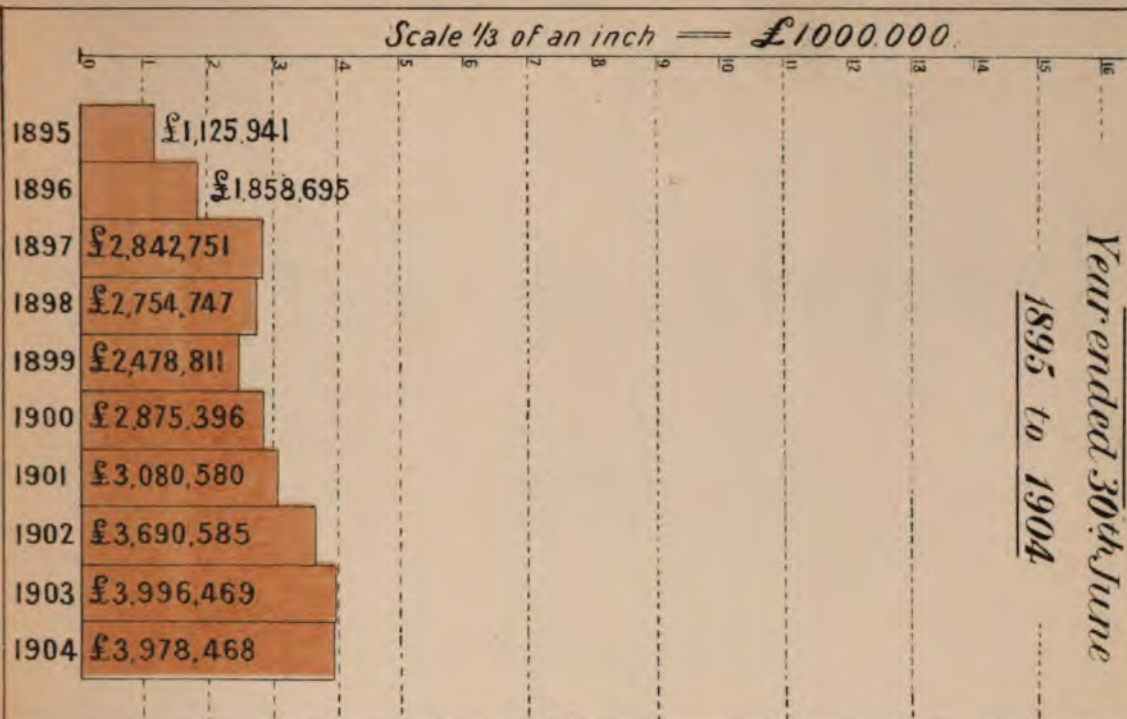 Scale 1/3 of an inch = £1000.000.
0 1 2 3 4 5 6 7 8 9 10 11 12 13 14 15 16
1895 £1,125.941
1896 £1,858,695
1897 £2,842,751
1898 £2,754,747
1899 £2,478,811
1900 £2,875.396
1901 £3,080,580
1902 £3,690,585
1903 £3,996,469
1904 £3,978,468
Year ended 30th June
1895 to 1904